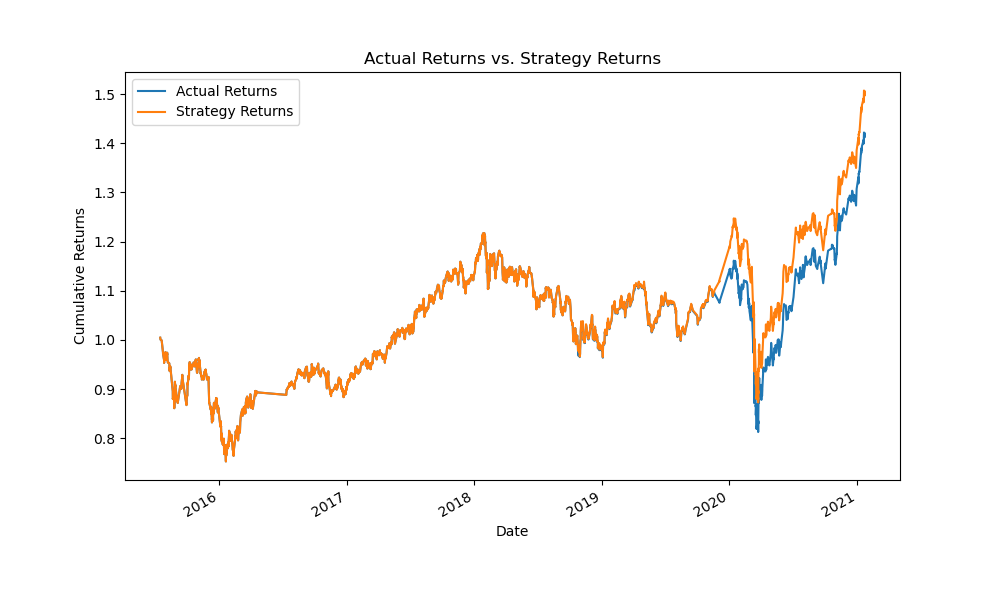 Actual Returns vs. Strategy Returns
Actual Returns
Strategy Returns
Cumulative Returns
1.5
1.4
1.3
1.2
1.1
1.0
0.9
0.8
2016
2017
2018
2019
2020
2021
Date